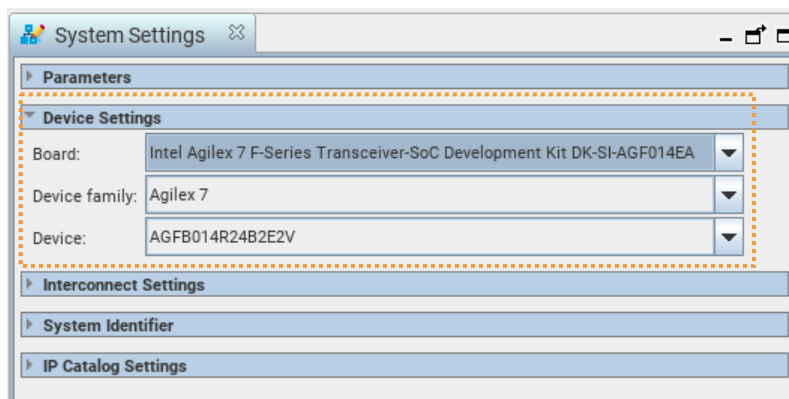 System Settings
Parameters
Device Settings
Board: Intel Agilex 7 F-Series Transceiver-SoC Development Kit DK-SI-AGF014EA
Device family: Agilex 7
Device: AGFB014R24B2E2V
Interconnect Settings
System Identifier
IP Catalog Settings